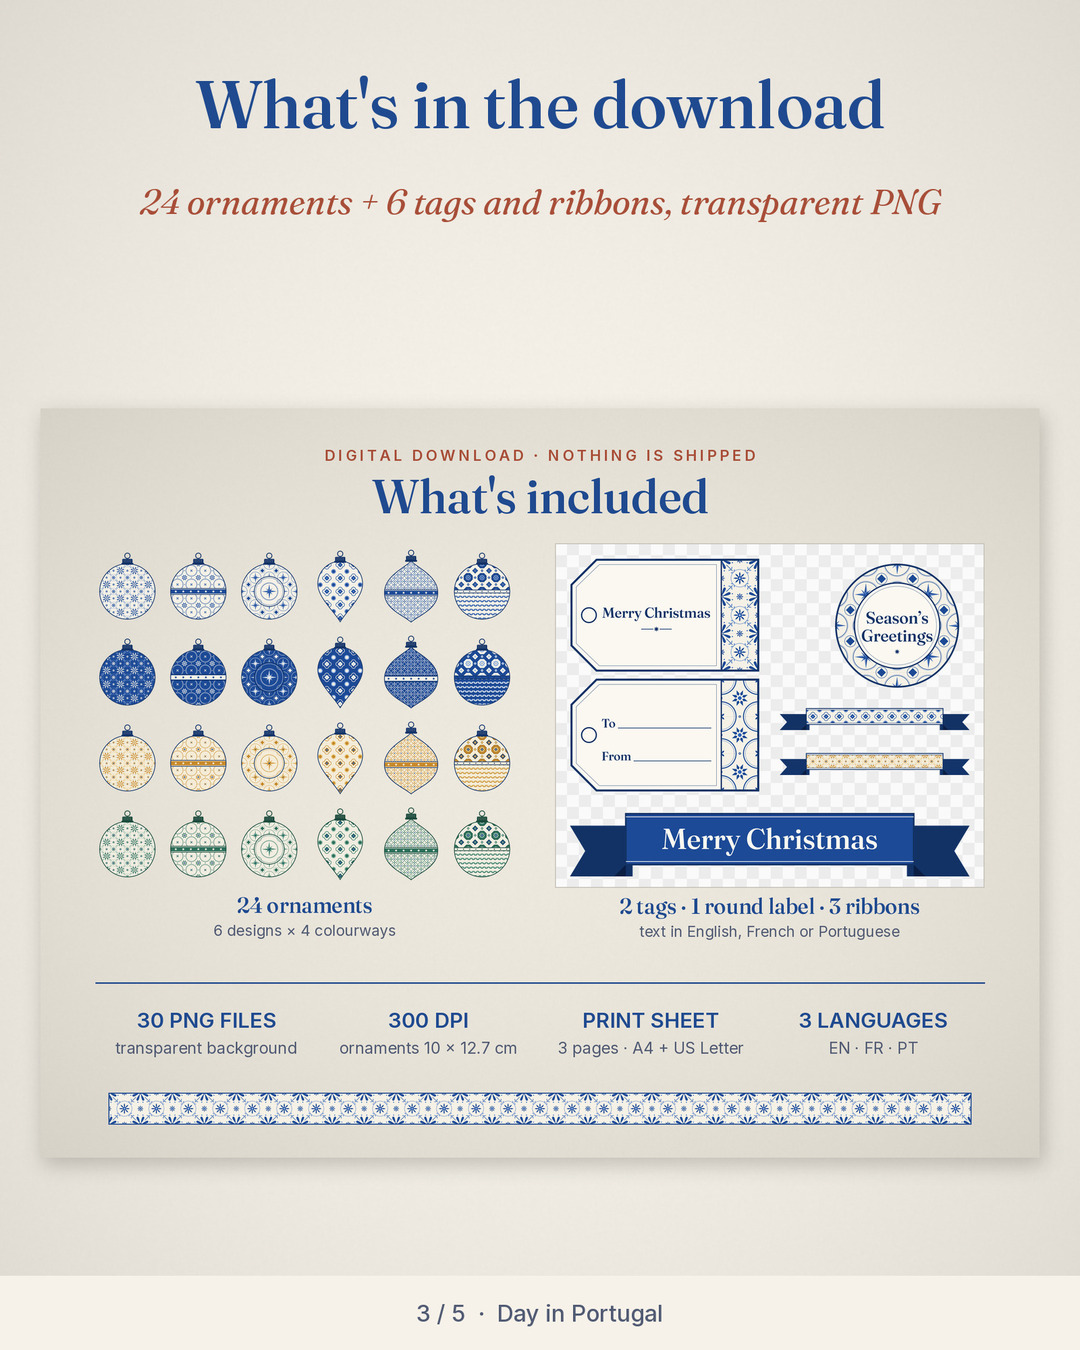 What's in the download
24 ornaments + 6 tags and ribbons, transparent PNG
DIGITAL DOWNLOAD · NOTHING IS SHIPPED
What's included
Merry Christmas
Season's
Greetings
To
From
Merry Christmas
24 ornaments
6 designs × 4 colourways
2 tags · 1 round label · 3 ribbons
text in English, French or Portuguese
30 PNG FILES
transparent background
300 DPI
ornaments 10 × 12.7 cm
PRINT SHEET
3 pages · A4 + US Letter
3 LANGUAGES
EN · FR · PT
3 / 5 · Day in Portugal